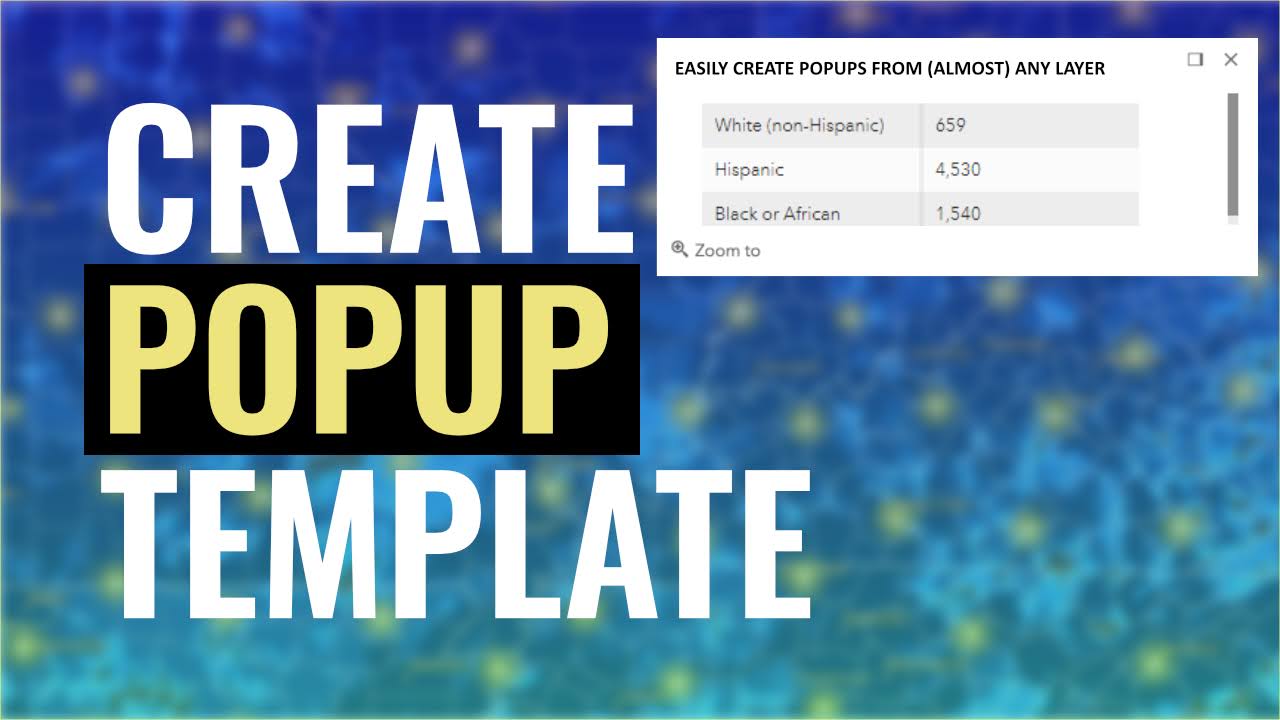 CREATE
POPUP
TEMPLATE
EASILY CREATE POPUPS FROM (ALMOST) ANY LAYER
White (non-Hispanic) 659
Hispanic 4,530
Black or African 1,540
Zoom to